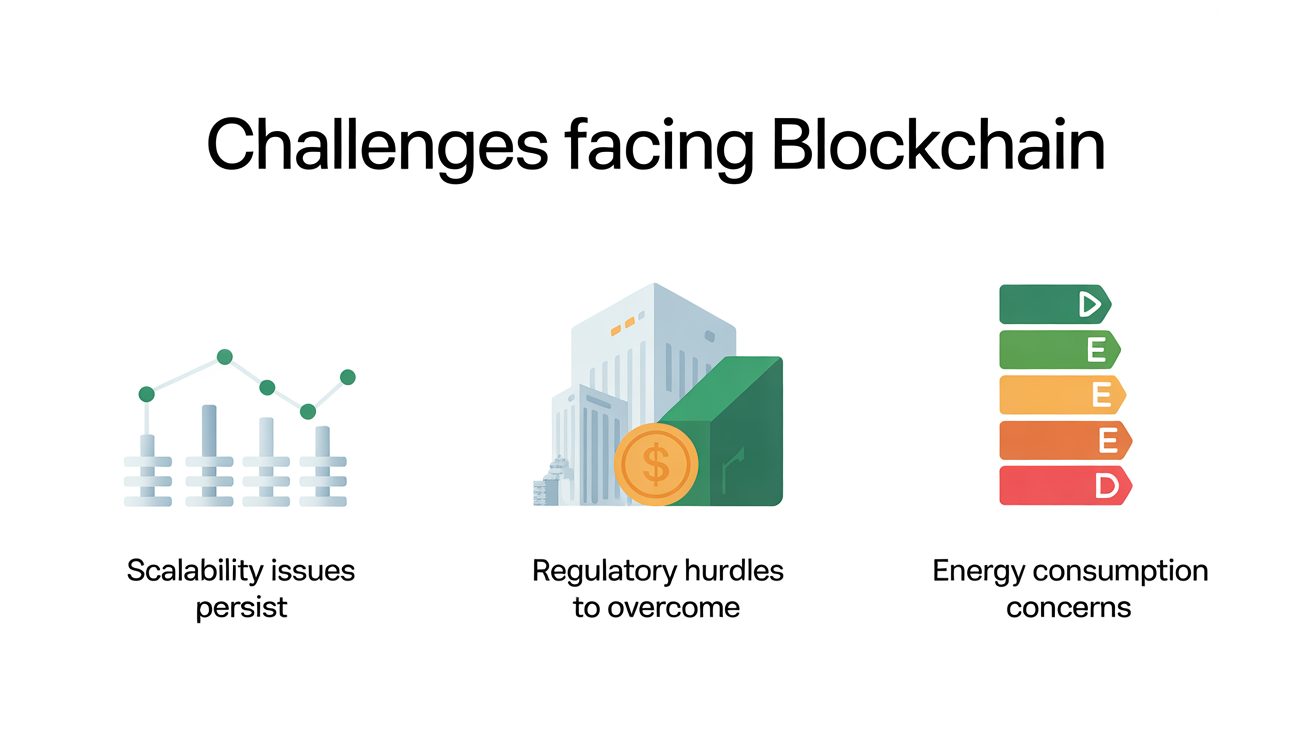 Challenges facing Blockchain
$
D
E
E
E
D
Scalability issues
persist
Regulatory hurdles
to overcome
Energy consumption
concerns